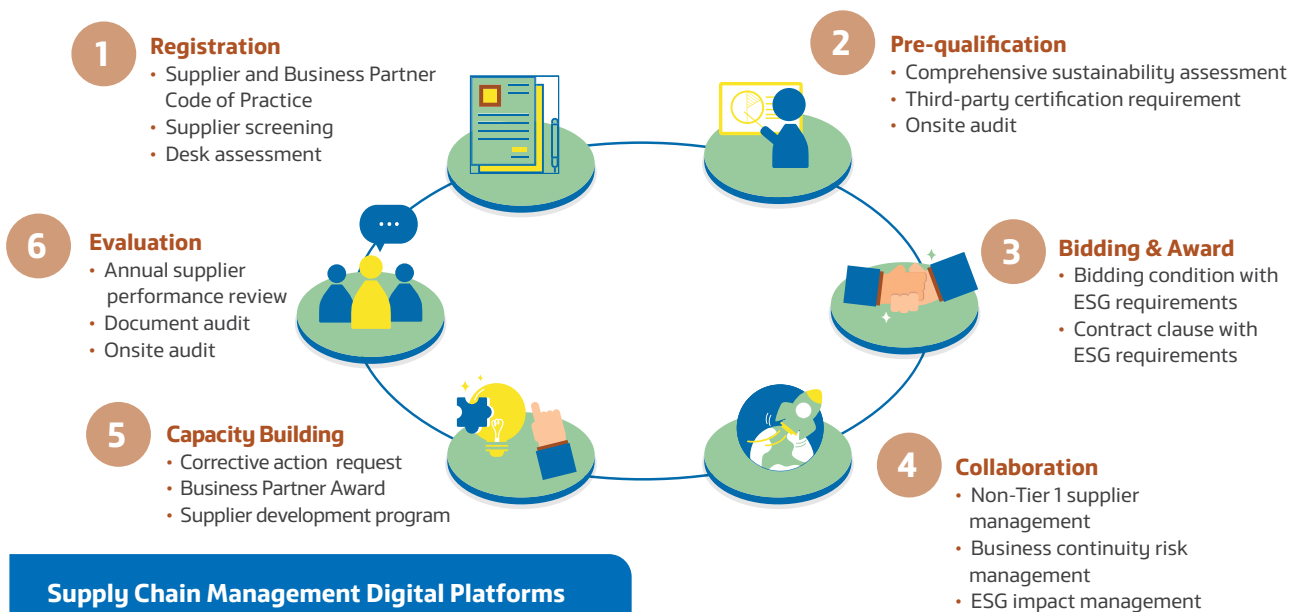 1
Registration
• Supplier and Business Partner
Code of Practice
• Supplier screening
• Desk assessment
2
Pre-qualification
• Comprehensive sustainability assessment
• Third-party certification requirement
• Onsite audit
3
Bidding & Award
• Bidding condition with
ESG requirements
• Contract clause with
ESG requirements
4
Collaboration
• Non-Tier 1 supplier
management
• Business continuity risk
management
• ESG impact management
5
Capacity Building
• Corrective action request
• Business Partner Award
• Supplier development program
6
Evaluation
• Annual supplier
performance review
• Document audit
• Onsite audit
Supply Chain Management Digital Platforms